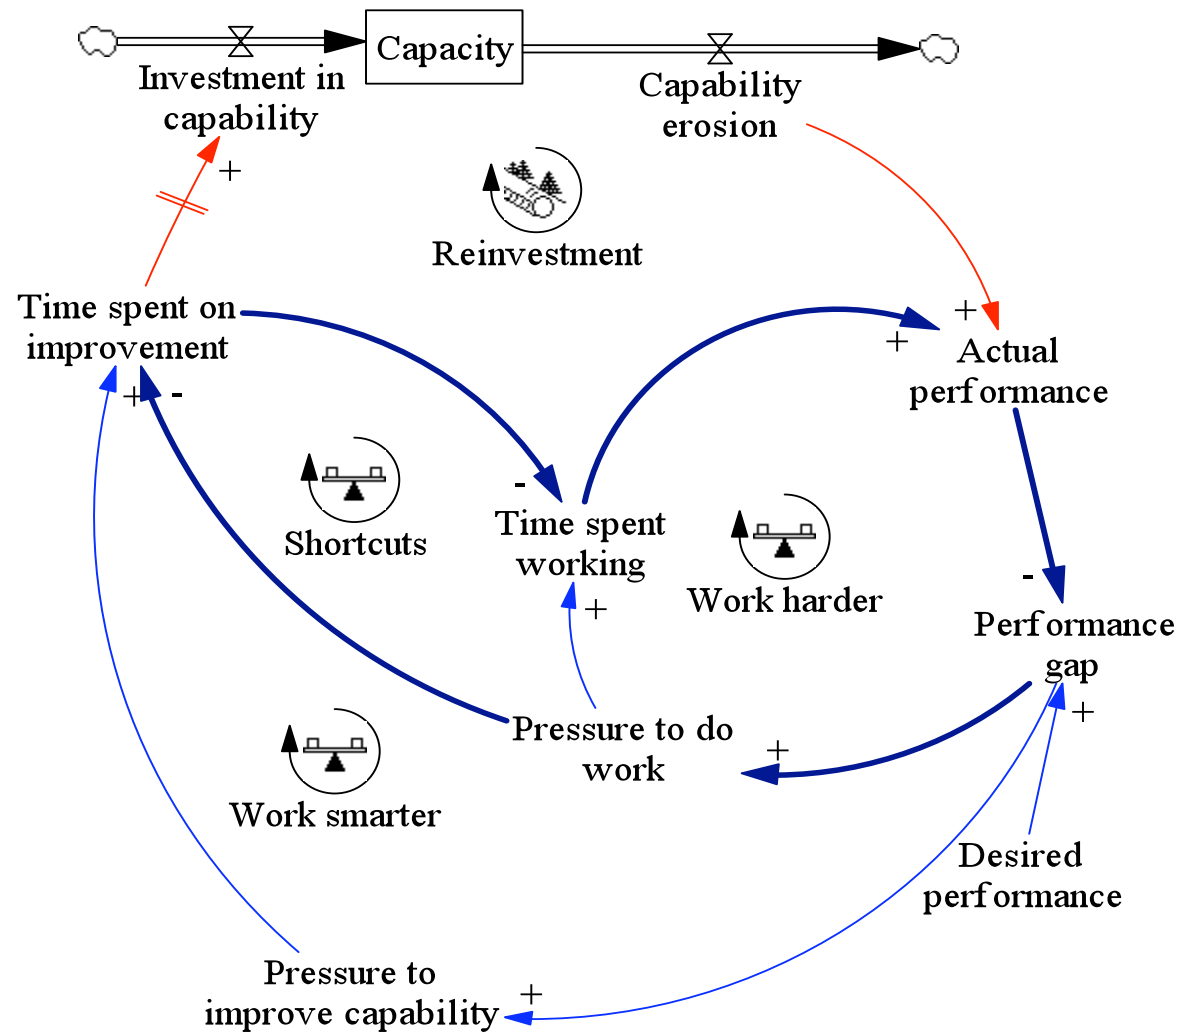 Capacity
Investment in
capability
Capability
erosion
+
Reinvestment
Time spent on
improvement
+
+
Actual
performance
+
-
Shortcuts
-
Time spent
working
+
Work harder
-
Performance
gap
+
Pressure to do
work
+
Work smarter
Desired
performance
Pressure to
improve capability
+